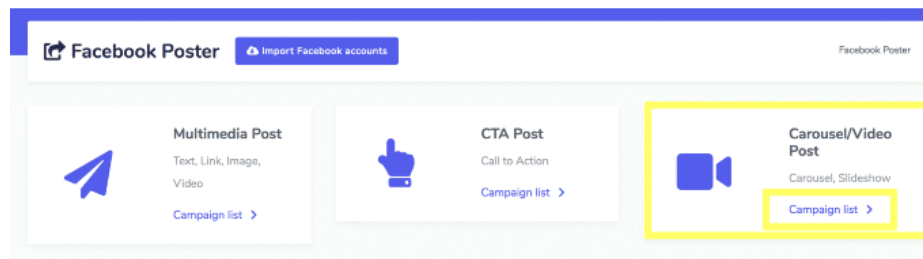 Facebook Poster
Import Facebook accounts
Facebook Poster
Multimedia Post
Text, Link, Image,
Video
Campaign list >
CTA Post
Call to Action
Campaign list >
Carousel/Video
Post
Carousel, Slideshow
Campaign list >